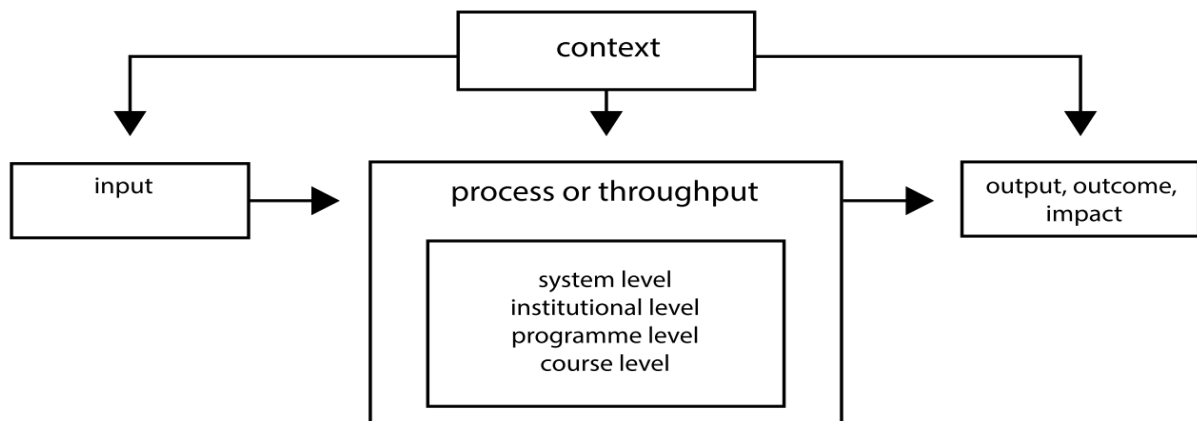 context
input
process or throughput
system level
institutional level
programme level
course level
output, outcome,
impact